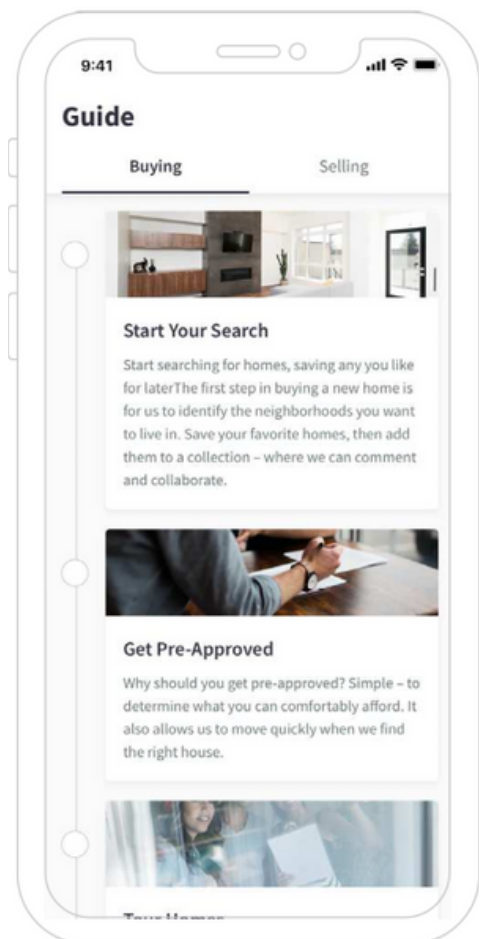 9:41
Guide
Buying Selling
Start Your Search
Start searching for homes, saving any you like
for laterThe first step in buying a new home is
for us to identify the neighborhoods you want
to live in. Save your favorite homes, then add
them to a collection – where we can comment
and collaborate.
Get Pre-Approved
Why should you get pre-approved? Simple – to
determine what you can comfortably afford. It
also allows us to move quickly when we find
the right house.
Tour Homes